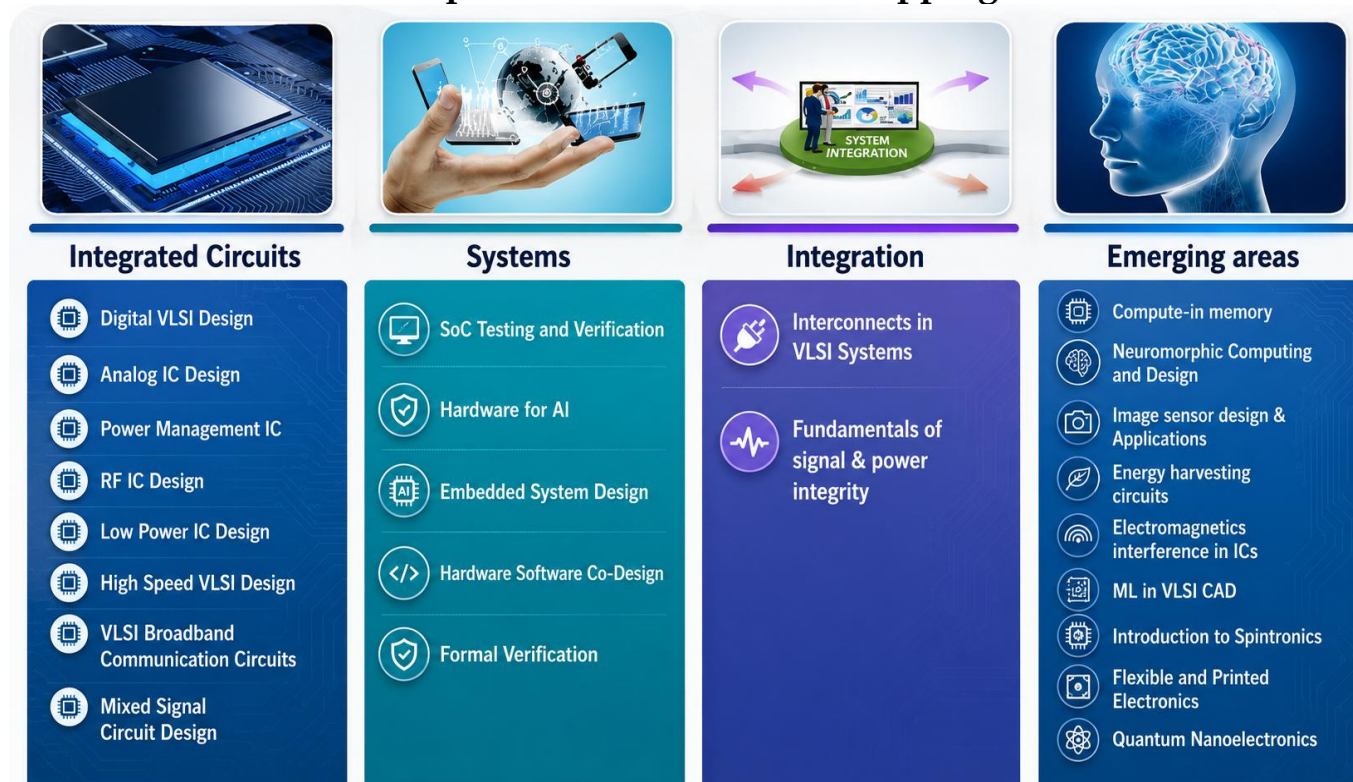 Integrated Circuits
Digital VLSI Design
Analog IC Design
Power Management IC
RF IC Design
Low Power IC Design
High Speed VLSI Design
VLSI Broadband
Communication Circuits
Mixed Signal
Circuit Design
Systems
SoC Testing and Verification
Hardware for AI
AI
Embedded System Design
</>
Hardware Software Co-Design
Formal Verification
SYSTEM
INTEGRATION
Integration
Interconnects in
VLSI Systems
Fundamentals of
signal & power
integrity
Emerging areas
Compute-in memory
Neuromorphic Computing
and Design
Image sensor design &
Applications
Energy harvesting
circuits
Electromagnetics
interference in ICs
ML in VLSI CAD
Introduction to Spintronics
Flexible and Printed
Electronics
Quantum Nanoelectronics